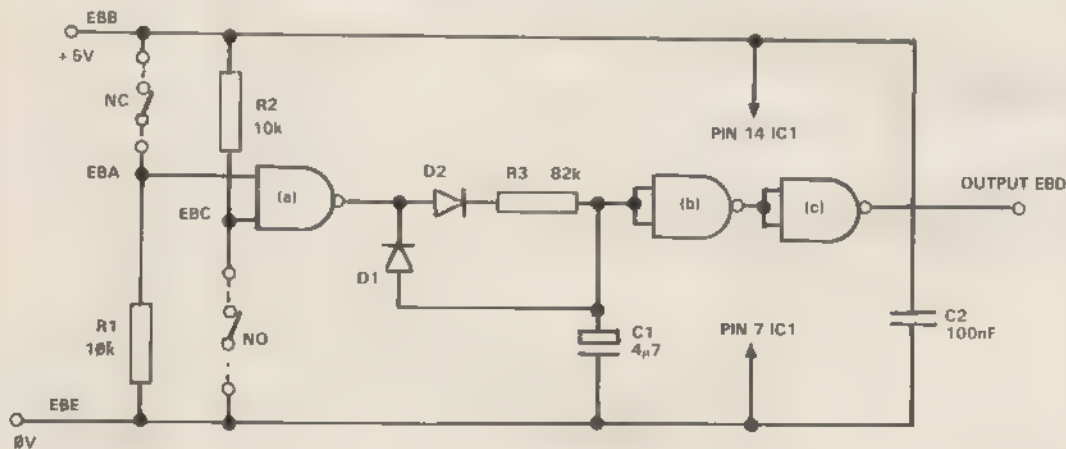 EBB
+ 5V
NC
R2
10k
PIN 14 IC1
EBA
(a)
D2
R3 82k
(b)
(c)
OUTPUT EBD
EBC
D1
R1
10k
NO
C1
4µ7
PIN 7 IC1
C2
100nF
EBE
0V